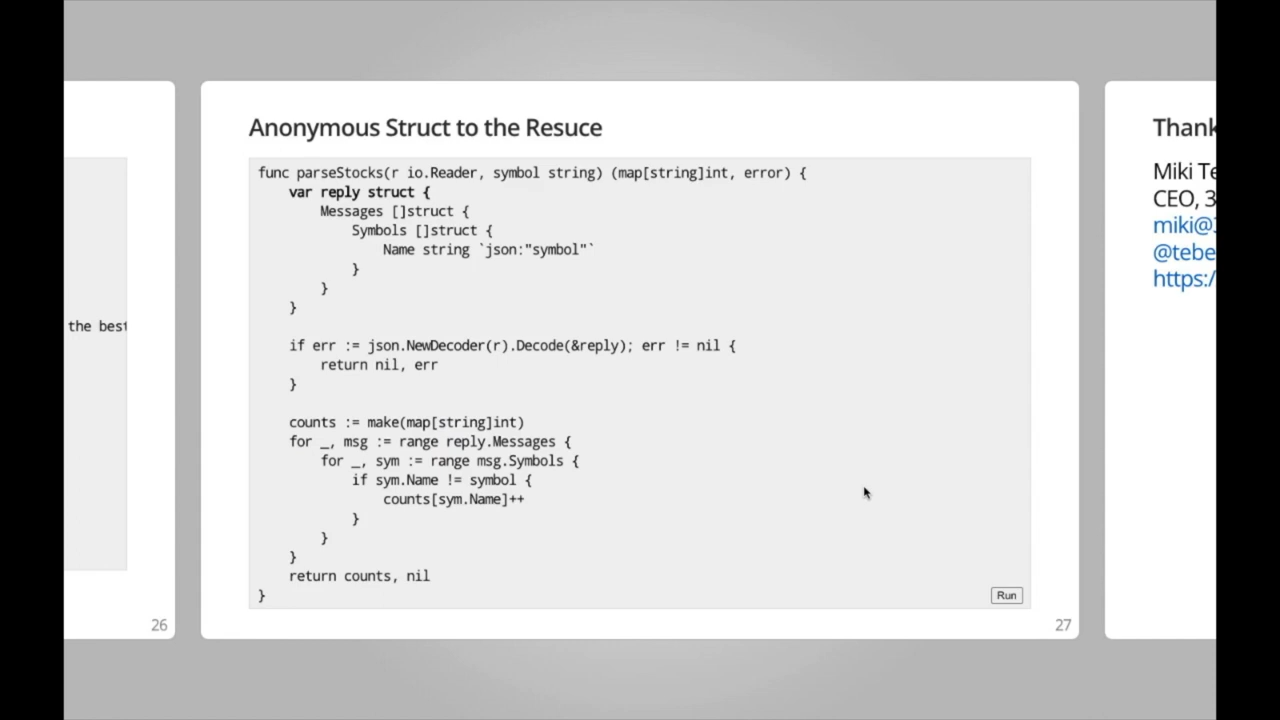 the best
26
Anonymous Struct to the Resuce
func parseStocks(r io.Reader, symbol string) (map[string]int, error) {
    var reply struct {
        Messages []struct {
            Symbols []struct {
                Name string `json:"symbol"`
            }
        }
    }

    if err := json.NewDecoder(r).Decode(&reply); err != nil {
        return nil, err
    }

    counts := make(map[string]int)
    for _, msg := range reply.Messages {
        for _, sym := range msg.Symbols {
            if sym.Name != symbol {
                counts[sym.Name]++
            }
        }
    }
    return counts, nil
}
Run
27
Thank
Miki Te
CEO, 3
miki@3
@tebe
https:/